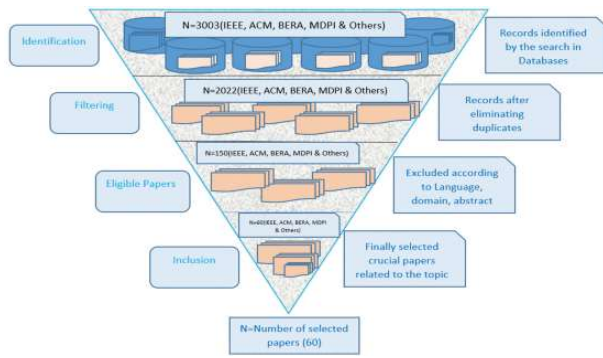 N=3003(IEEE, ACM, BERA, MDPI & Others)
Identification
Records identified
by the search in
Databases
N=2022(IEEE, ACM, BERA, MDPI & Others)
Filtering
Records after
eliminating
duplicates
N=150(IEEE, ACM, BERA, MDPI & Others)
Eligible Papers
Excluded according
to Language,
domain, abstract
N=60(IEEE, ACM, BERA, MDPI
& Others)
Inclusion
Finally selected
crucial papers
related to the topic
N=Number of selected
papers (60)